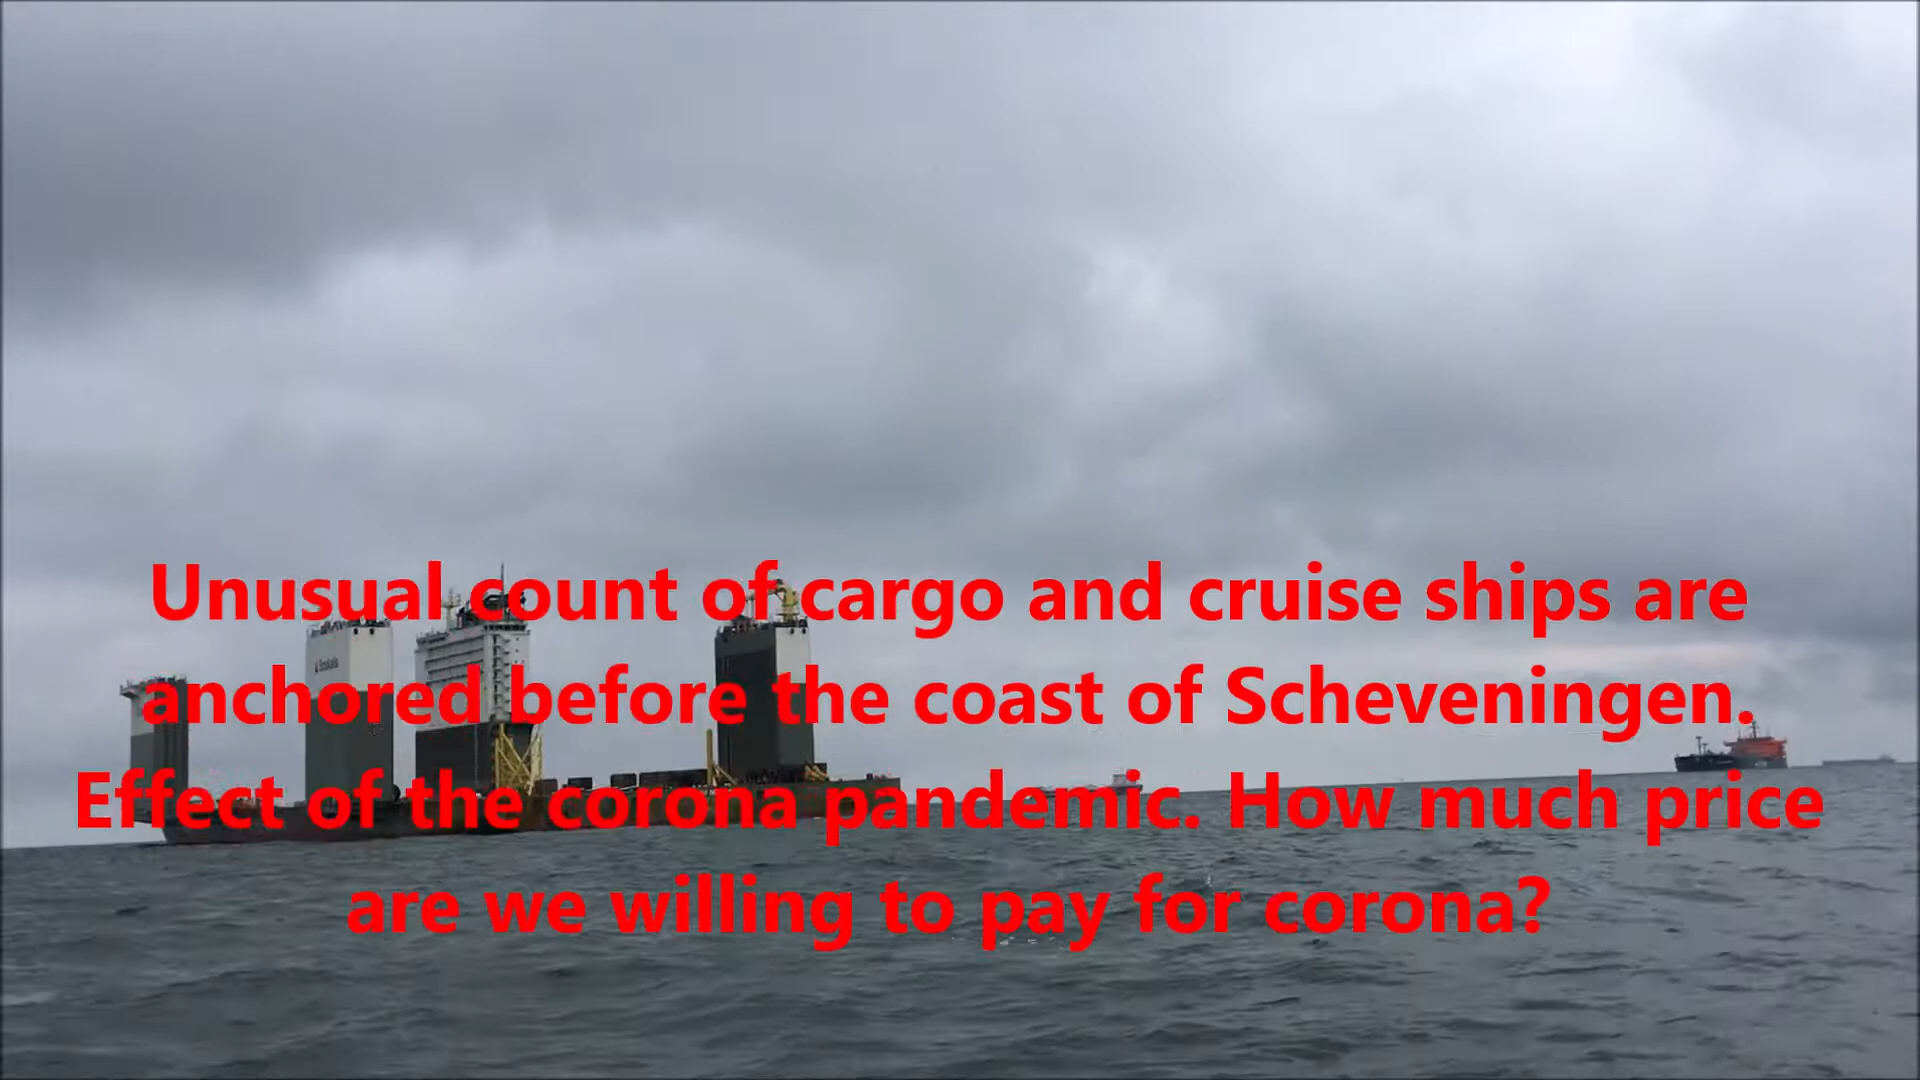 Unusual count of cargo and cruise ships are
anchored before the coast of Scheveningen.
Effect of the corona pandemic. How much price
are we willing to pay for corona?
Boskalis